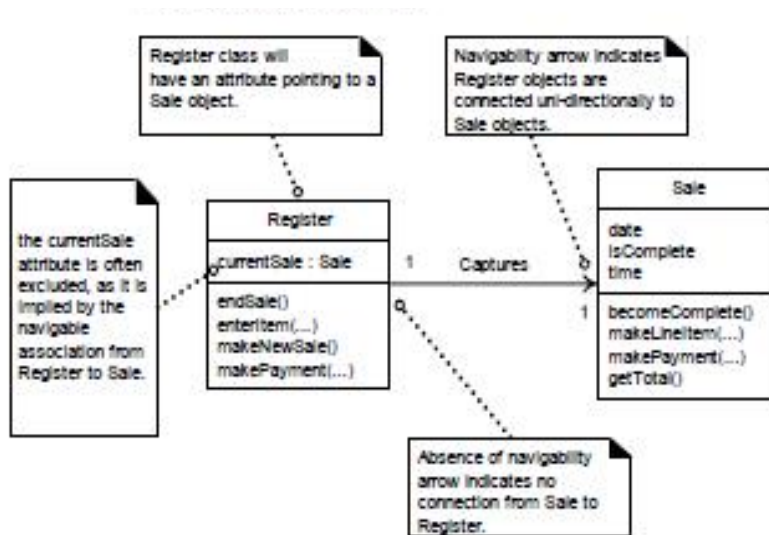 Register class will
have an attribute pointing to a
Sale object.
Navigability arrow indicates
Register objects are
connected uni-directionally to
Sale objects.
the currentSale
attribute is often
excluded, as it is
implied by the
navigable
association from
Register to Sale.
Register
currentSale : Sale
endSale()
enterItem(...)
makeNewSale()
makePayment(...)
1
Captures
1
Sale
date
isComplete
time
becomeComplete()
makeLineItem(...)
makePayment(...)
getTotal()
Absence of navigability
arrow indicates no
connection from Sale to
Register.